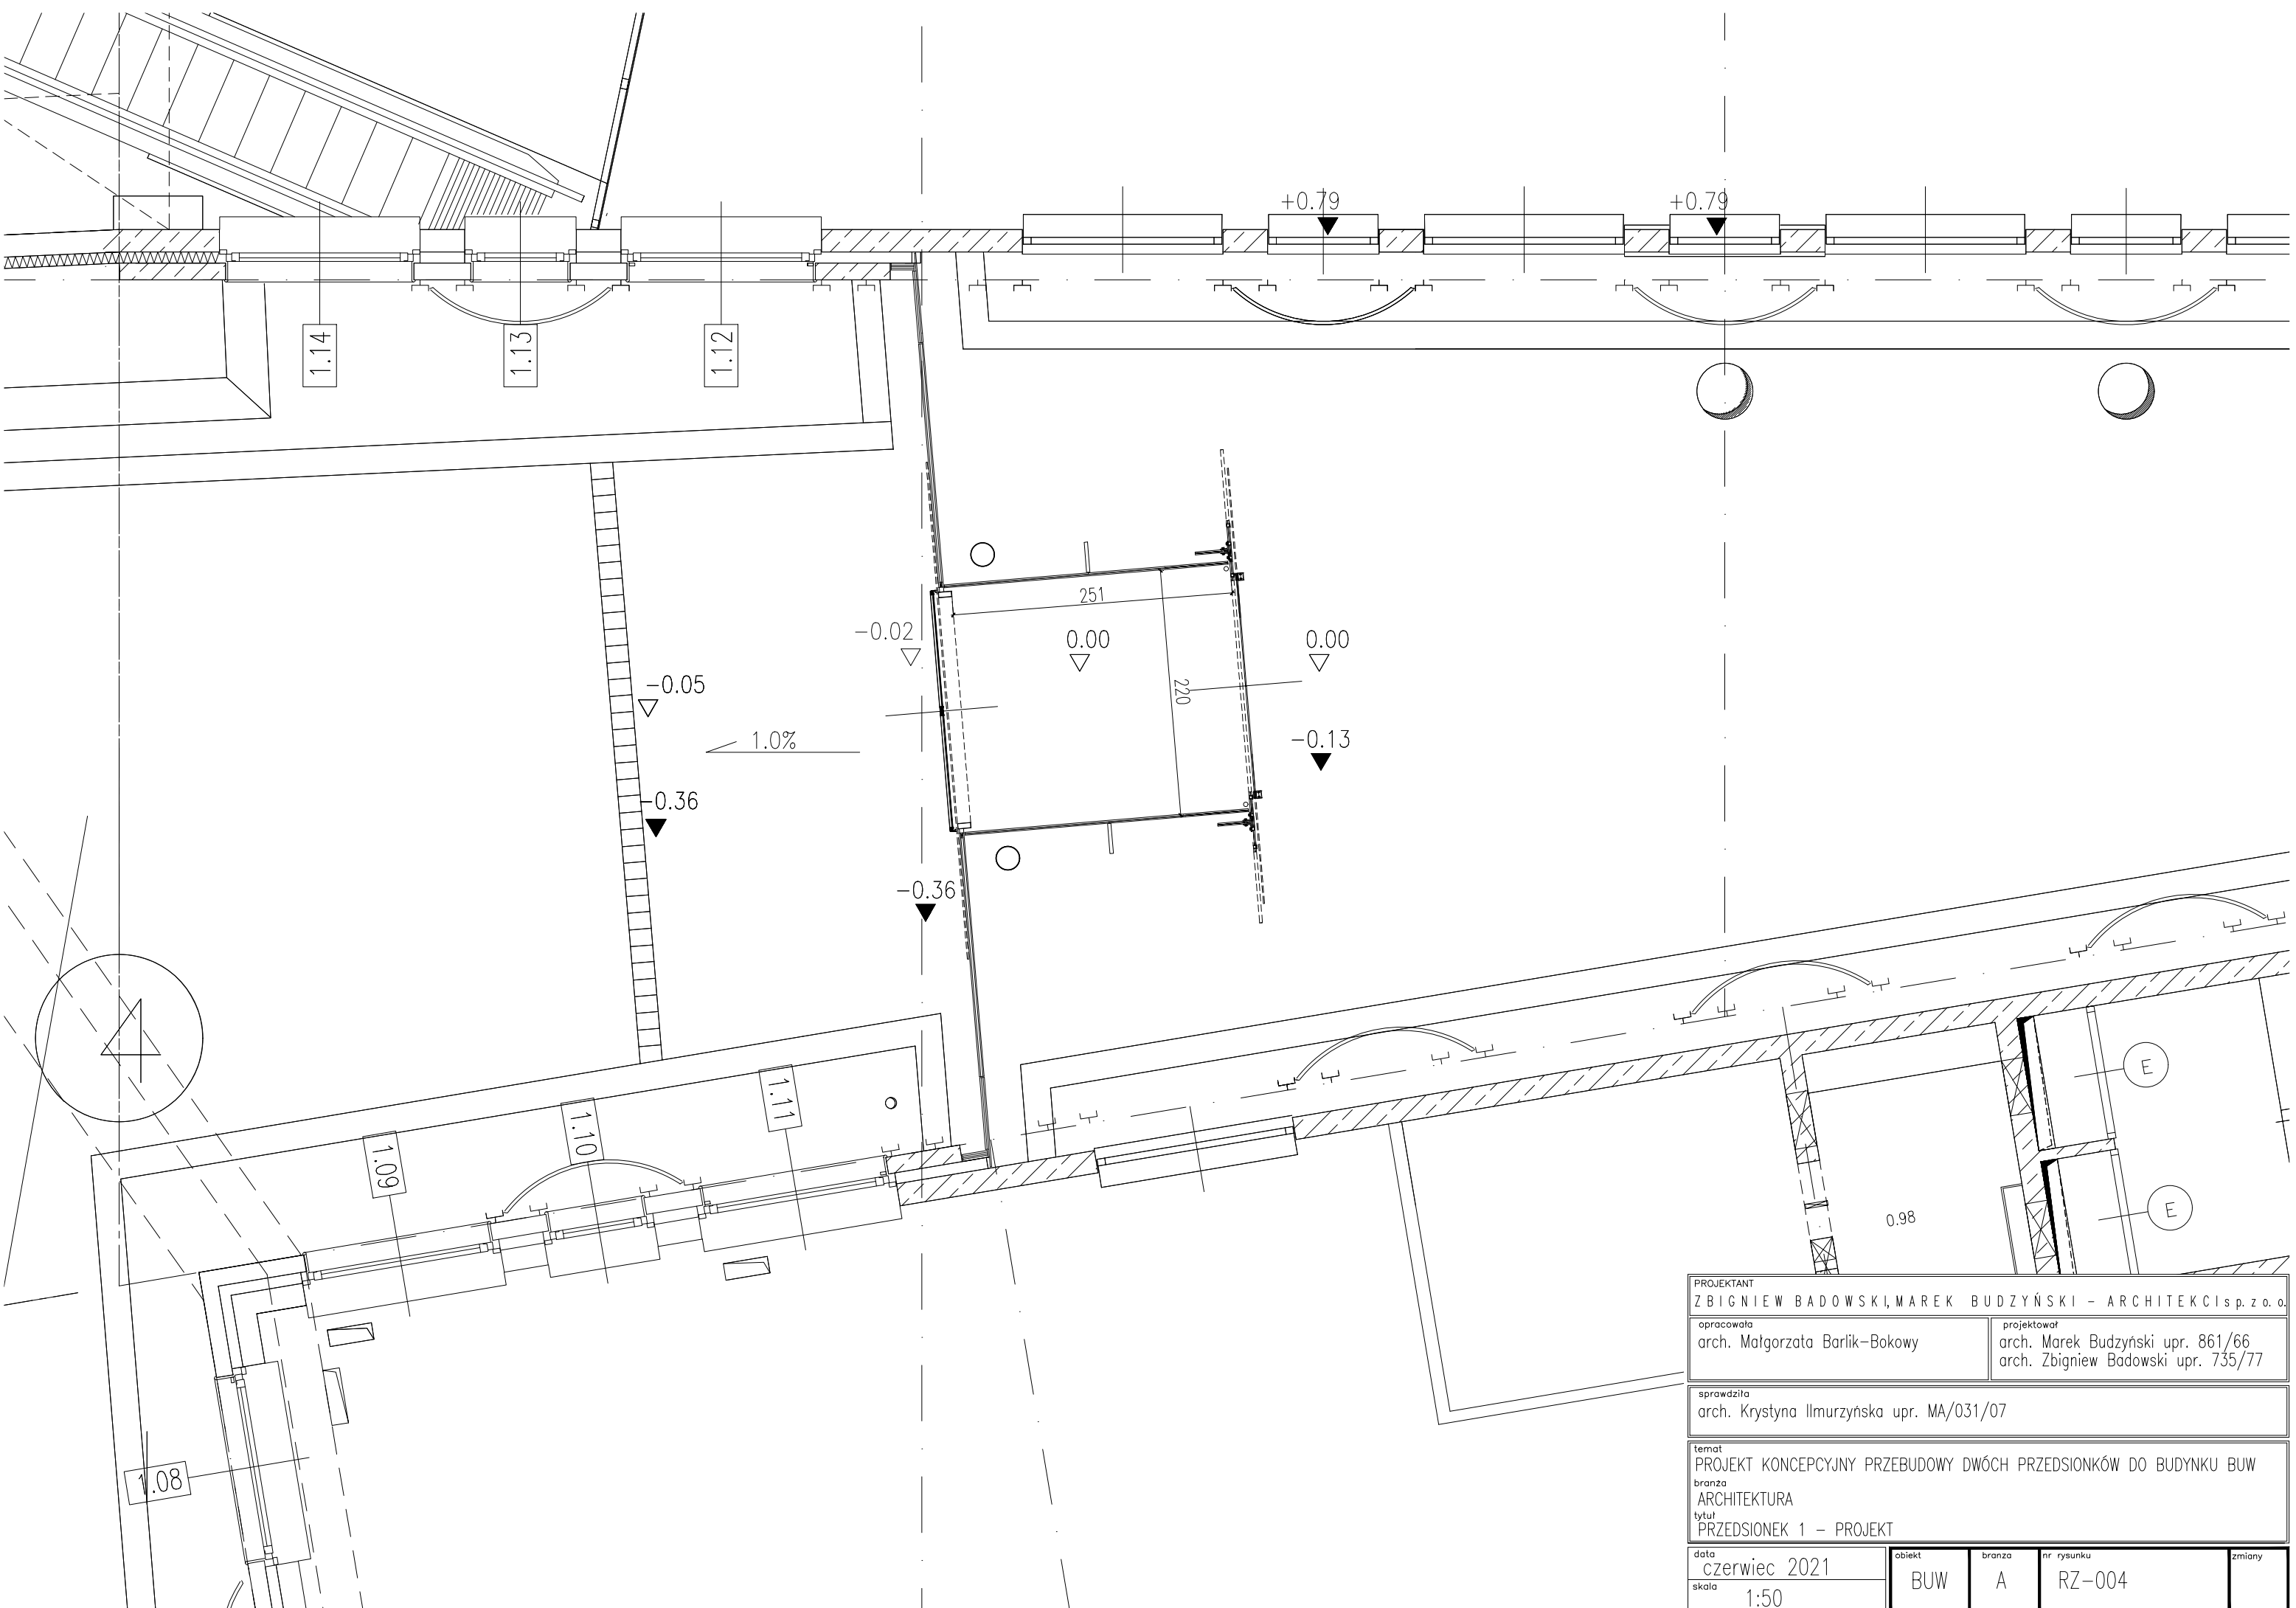 +0.79
+0.79
1.14
1.13
1.12
251
-0.02
0.00
0.00
-0.05
220
1.0%
-0.13
-0.36
-0.36
4
1.11
1.10
1.09
E
E
0.98
1.08
PROJEKTANT
ZBIGNIEW BADOWSKI, MAREK BUDZYŃSKI – ARCHITEKCI sp. z o. o.
opracowała
arch. Małgorzata Barlik-Bokowy
projektował
arch. Marek Budzyński upr. 861/66
arch. Zbigniew Badowski upr. 735/77
sprawdziła
arch. Krystyna Ilmurzyńska upr. MA/031/07
temat
PROJEKT KONCEPCYJNY PRZEBUDOWY DWÓCH PRZEDSIONKÓW DO BUDYNKU BUW
branża
ARCHITEKTURA
tytuł
PRZEDSIONEK 1 – PROJEKT
data
czerwiec 2021
skala
1:50
obiekt
BUW
branza
A
nr rysunku
RZ-004
zmiany